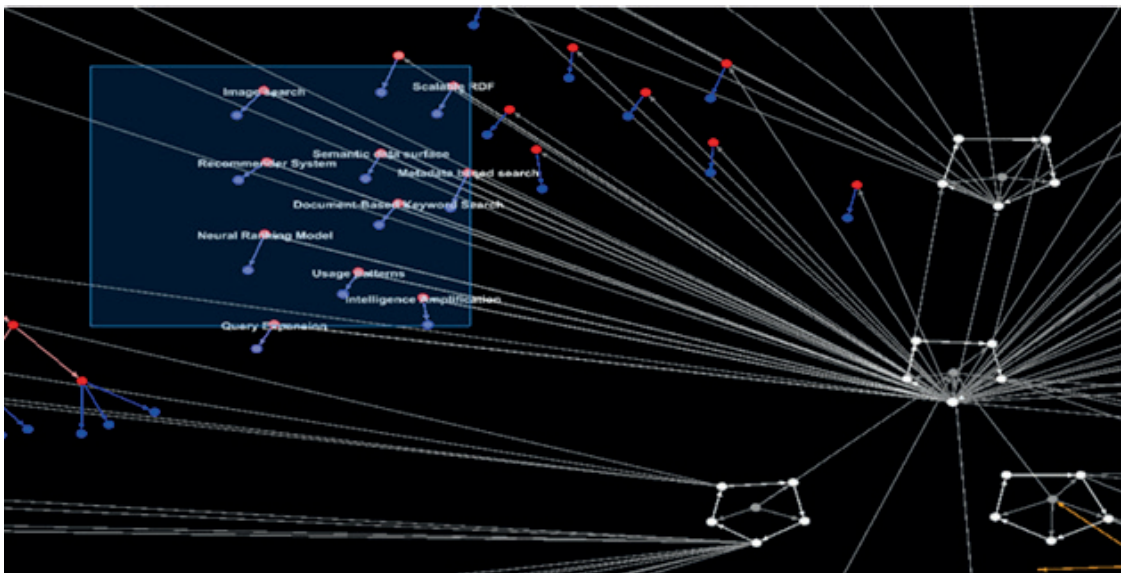 Scalable RDF
Image search
Semantic data surfase
Recommender System
Metadata based search
Document-Based Keyword Search
Neural Ranking Model
Usage Patterns
Intelligence Amplification
Query Expansion